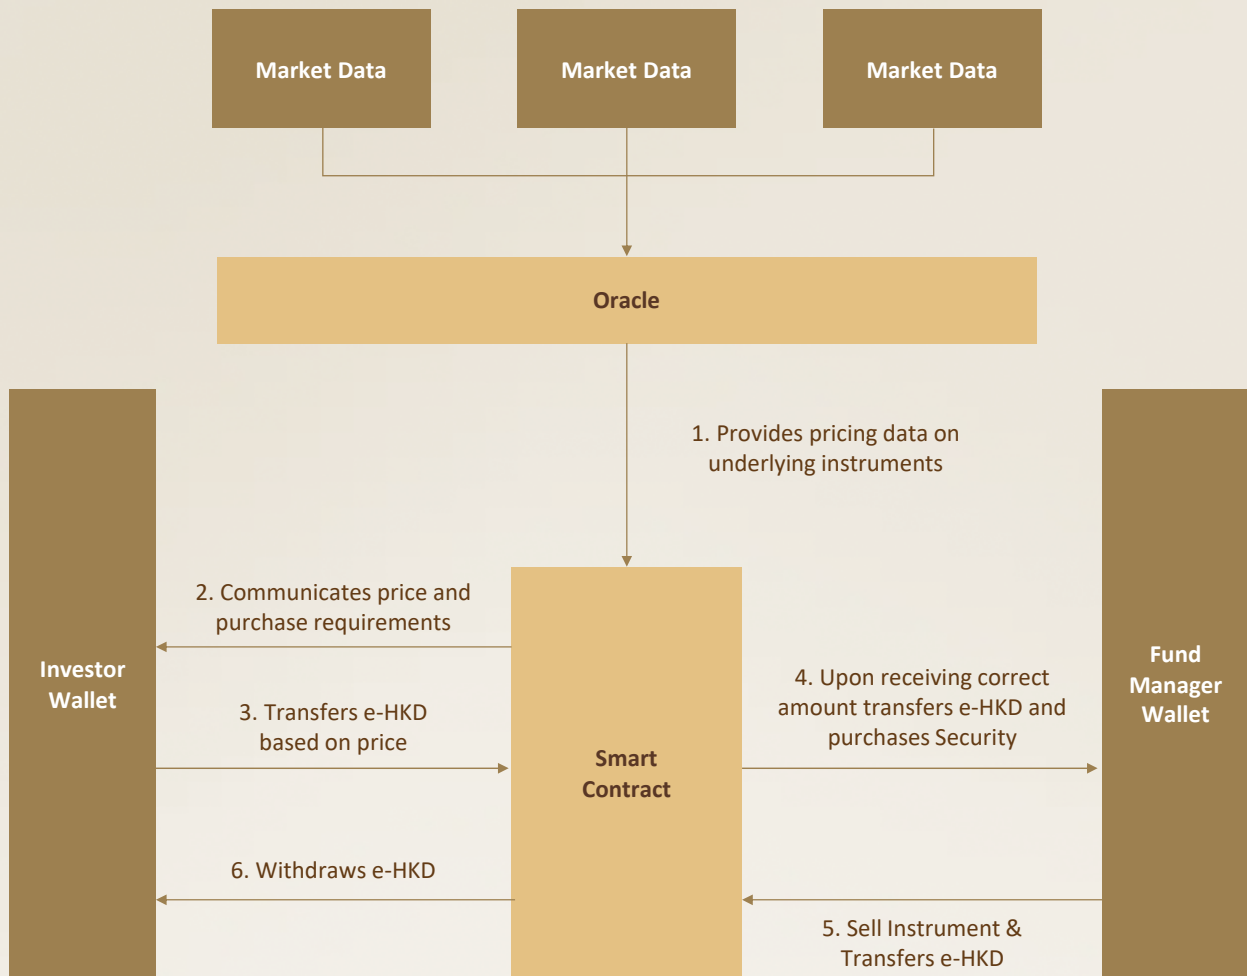 Market Data
Market Data
Market Data
Oracle
1. Provides pricing data on
underlying instruments
2. Communicates price and
purchase requirements
Investor
Wallet
3. Transfers e-HKD
based on price
Smart
Contract
4. Upon receiving correct
amount transfers e-HKD and
purchases Security
Fund
Manager
Wallet
6. Withdraws e-HKD
5. Sell Instrument &
Transfers e-HKD